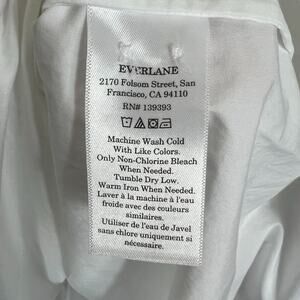 EVERLANE
2170 Folsom Street, San
Francisco, CA 94110
RN# 139393
Machine Wash Cold
With Like Colors.
Only Non-Chlorine Bleach
When Needed.
Tumble Dry Low.
Warm Iron When Needed.
Laver à la machine à l'eau
froide avec des couleurs
similaires.
Utiliser de l'eau de Javel
sans chlore uniquement si
nécessaire.